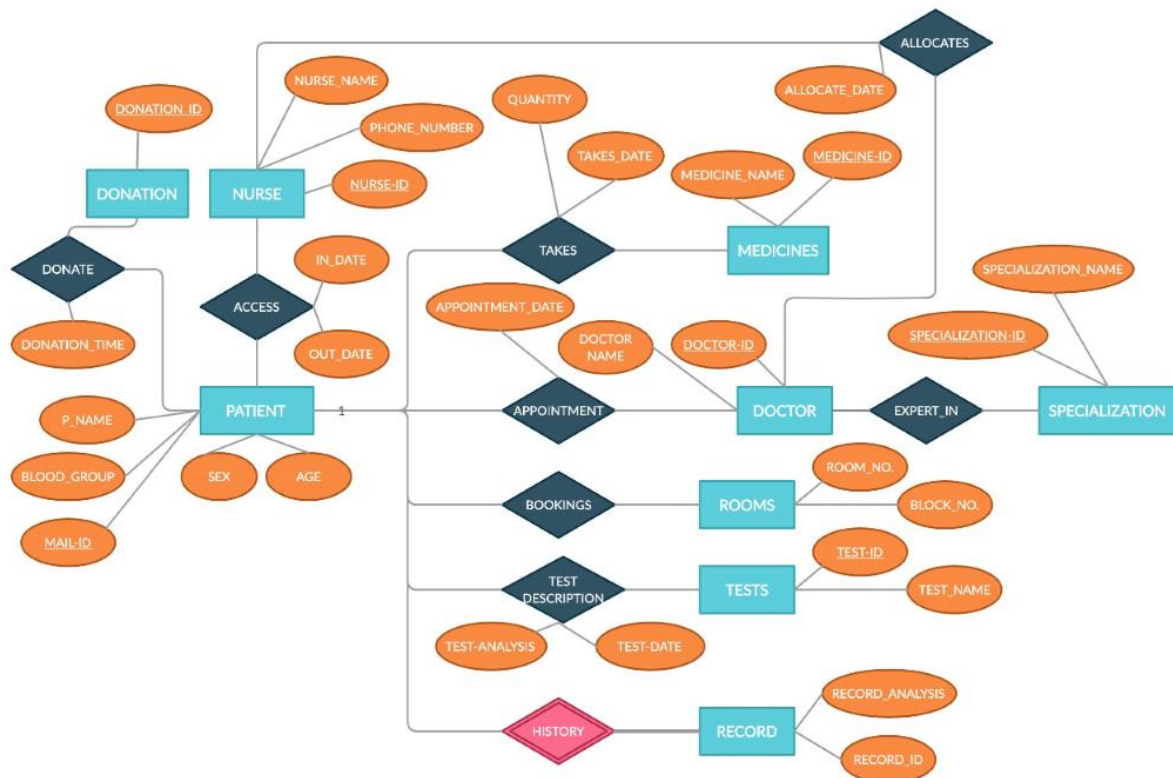 ALLOCATES
NURSE_NAME
ALLOCATE_DATE
QUANTITY
DONATION_ID
PHONE_NUMBER
TAKES_DATE
MEDICINE-ID
MEDICINE_NAME
DONATION
NURSE
NURSE-ID
TAKES
MEDICINES
DONATE
IN_DATE
SPECIALIZATION_NAME
ACCESS
APPOINTMENT_DATE
SPECIALIZATION-ID
DONATION_TIME
OUT_DATE
DOCTOR
NAME
DOCTOR-ID
P_NAME
PATIENT
1
APPOINTMENT
DOCTOR
EXPERT_IN
SPECIALIZATION
BLOOD_GROUP
SEX
AGE
ROOM_NO.
BOOKINGS
ROOMS
BLOCK_NO.
MAIL-ID
TEST-ID
TEST
DESCRIPTION
TESTS
TEST_NAME
TEST-ANALYSIS
TEST-DATE
RECORD_ANALYSIS
HISTORY
RECORD
RECORD_ID